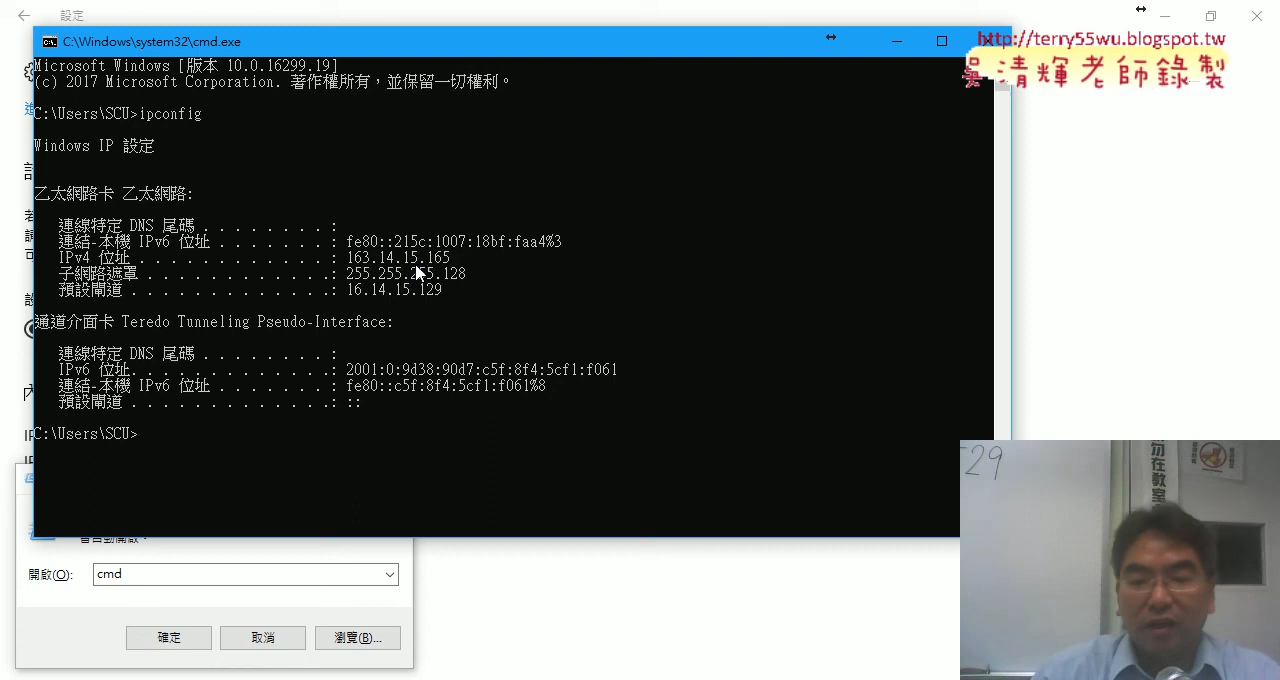 設定
C:\Windows\system32\cmd.exe
http://terry55wu.blogspot.tw
吳清輝老師錄製
Microsoft Windows [版本 10.0.16299.19]
(c) 2017 Microsoft Corporation. 著作權所有,並保留一切權利。
C:\Users\SCU>ipconfig
Windows IP 設定
乙太網路卡 乙太網路:
連線特定 DNS 尾碼 . . . . . . . . :
連結-本機 IPv6 位址 . . . . . . . : fe80::215c:1007:18bf:faa4%3
IPv4 位址 . . . . . . . . . . . . : 163.14.15.165
子網路遮罩 . . . . . . . . . . . .: 255.255.255.128
預設閘道 . . . . . . . . . . . . .: 16.14.15.129
通道介面卡 Teredo Tunneling Pseudo-Interface:
連線特定 DNS 尾碼 . . . . . . . . :
IPv6 位址. . . . . . . . . . . . .: 2001:0:9d38:90d7:c5f:8f4:5cf1:f061
連結-本機 IPv6 位址 . . . . . . . : fe80::c5f:8f4:5cf1:f061%8
預設閘道 . . . . . . . . . . . . .: ::
C:\Users\SCU>
29
勿在教室
開啟(O):
cmd
確定
取消
瀏覽(B)...